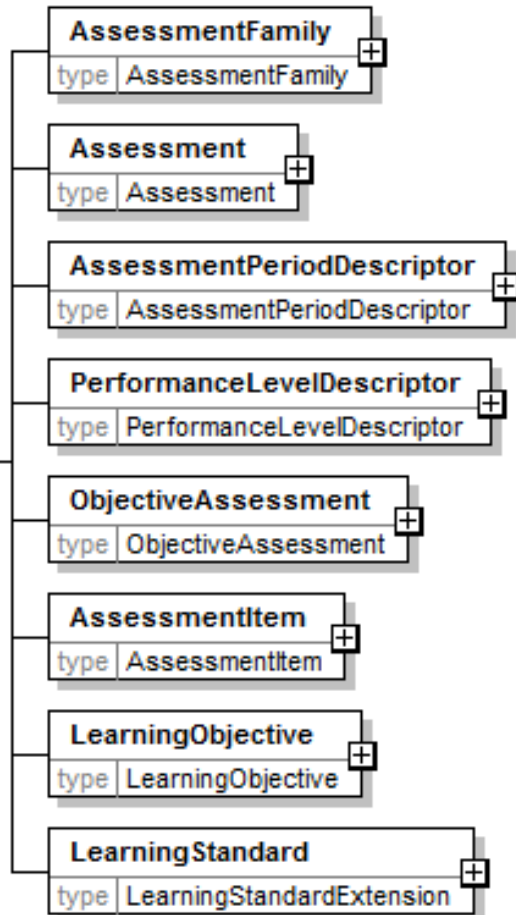 AssessmentFamily
type AssessmentFamily
Assessment
type Assessment
AssessmentPeriodDescriptor
type AssessmentPeriodDescriptor
PerformanceLevelDescriptor
type PerformanceLevelDescriptor
ObjectiveAssessment
type ObjectiveAssessment
AssessmentItem
type AssessmentItem
LearningObjective
type LearningObjective
LearningStandard
type LearningStandardExtension